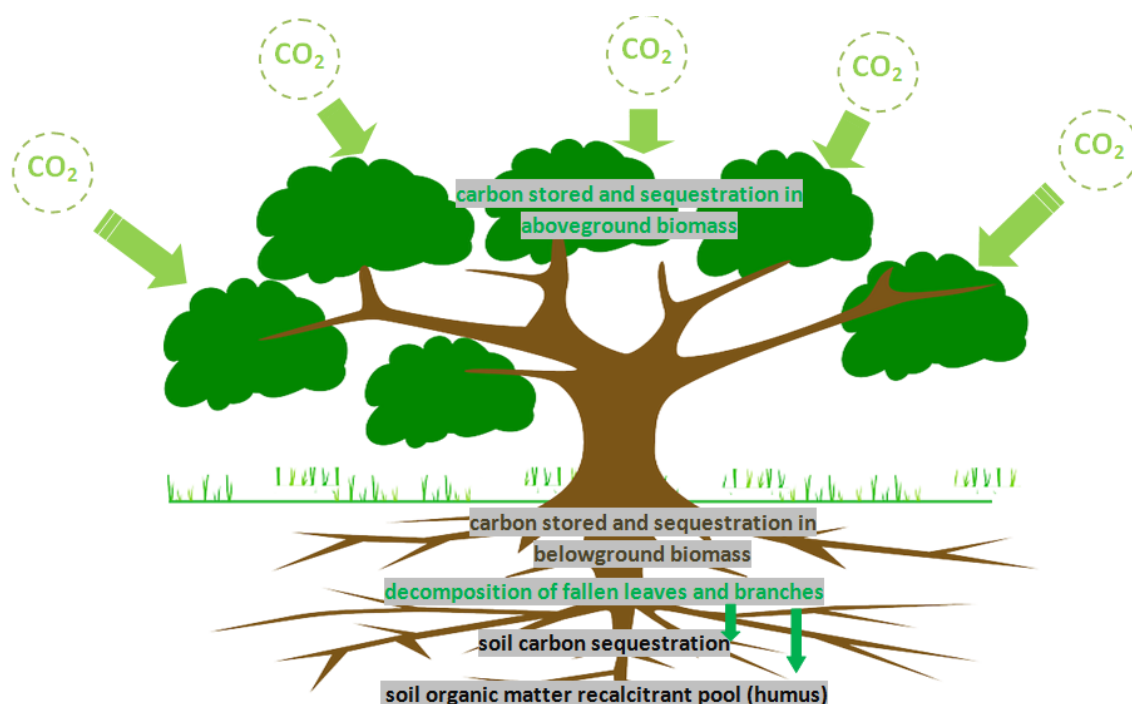 CO₂
CO₂
CO₂
CO₂
CO₂
carbon stored and sequestration in
aboveground biomass
carbon stored and sequestration in
belowground biomass
decomposition of fallen leaves and branches
soil carbon sequestration
soil organic matter recalcitrant pool (humus)